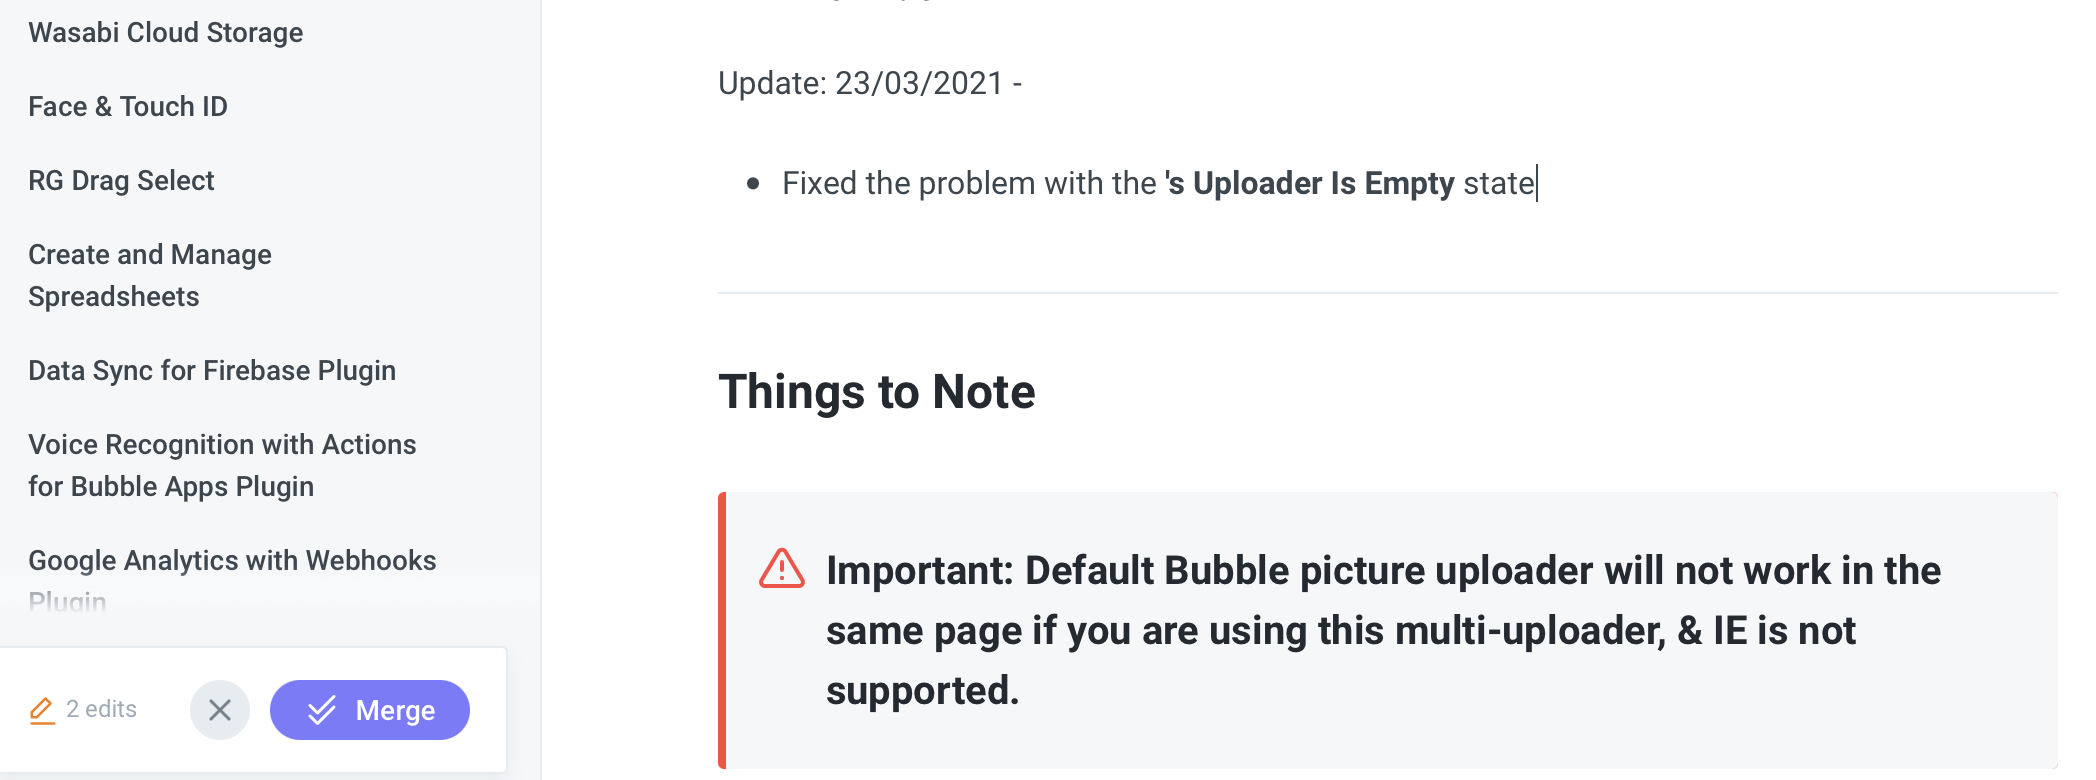 Wasabi Cloud Storage
Face & Touch ID
RG Drag Select
Create and Manage
Spreadsheets
Data Sync for Firebase Plugin
Voice Recognition with Actions
for Bubble Apps Plugin
Google Analytics with Webhooks
Plugin
2 edits
Merge
Update: 23/03/2021 -
Fixed the problem with the 's Uploader Is Empty state
Things to Note
Important: Default Bubble picture uploader will not work in the
same page if you are using this multi-uploader, & IE is not
supported.